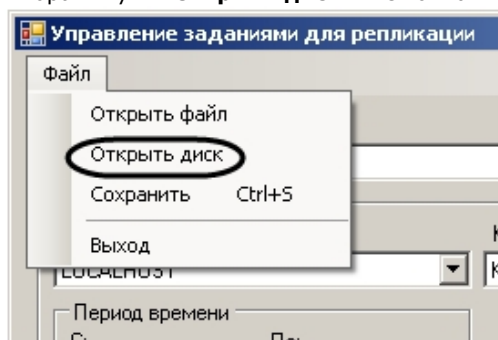 Управление заданиями для репликации
Файл
Открыть файл
Открыть диск
Сохранить Ctrl+S
Выход
LOCALHOST
Период времени